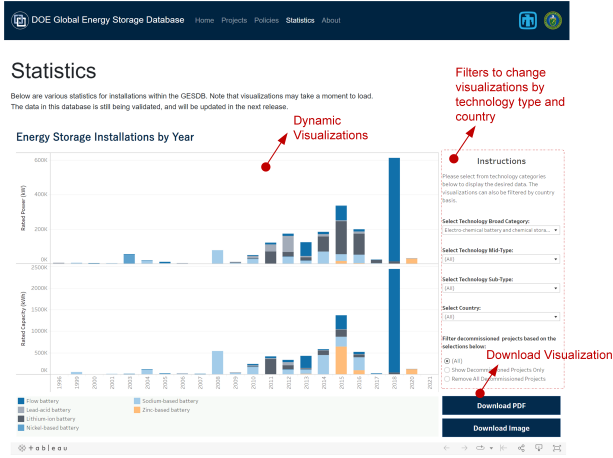 DOE Global Energy Storage Database Home Projects Policies Statistics About
Statistics
Below are various statistics for installations within the GESDB. Note that visualizations may take a moment to load.
The data in this database is still being validated, and will be updated in the next release.
Filters to change
visualizations by
technology type and
country
Dynamic
Visualizations
Energy Storage Installations by Year
Rated Power (kW)
600K
400K
200K
0K
Rated Capacity (kWh)
2500K
2000K
1500K
1000K
500K
0K
1996 1999 2000 2001 2003 2004 2005 2006 2007 2008 2009 2010 2011 2012 2013 2014 2015 2016 2017 2018 2020 2021
Flow battery
Lead-acid battery
Lithium-ion battery
Nickel-based battery
Sodium-based battery
Zinc-based battery
Instructions
Please select from technology categories
below to display the desired data. The
visualizations can also be filtered by country
basis.
Select Technology Broad Category:
Electro-chemical battery and chemical stora...
Select Technology Mid-Type:
(All)
Select Technology Sub-Type:
(All)
Select Country:
(All)
Filter decommissioned projects based on the
selections below:
(All)
Show Decommissioned Projects Only
Remove All Decommissioned Projects
Download Visualization
Download PDF
Download Image
+ a b l e a u